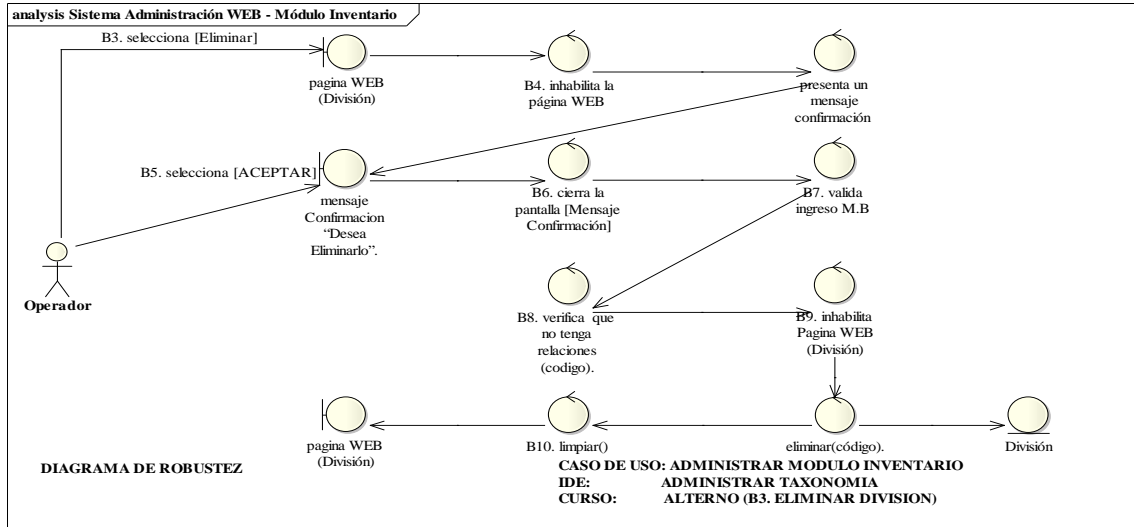 analysis Sistema Administración WEB - Módulo Inventario
B3. selecciona [Eliminar]
pagina WEB
(División)
B4. inhabilita la
página WEB
presenta un
mensaje
confirmación
B5. selecciona [ACEPTAR]
mensaje
Confirmacion
“Desea
Eliminarlo”.
B6. cierra la
pantalla [Mensaje
Confirmación]
B7. valida
ingreso M.B
Operador
B8. verifica que
no tenga
relaciones
(codigo).
B9. inhabilita
Pagina WEB
(División)
pagina WEB
(División)
B10. limpiar()
eliminar(código).
División
DIAGRAMA DE ROBUSTEZ
CASO DE USO: ADMINISTRAR MODULO INVENTARIO
IDE: ADMINISTRAR TAXONOMIA
CURSO: ALTERNO (B3. ELIMINAR DIVISION)